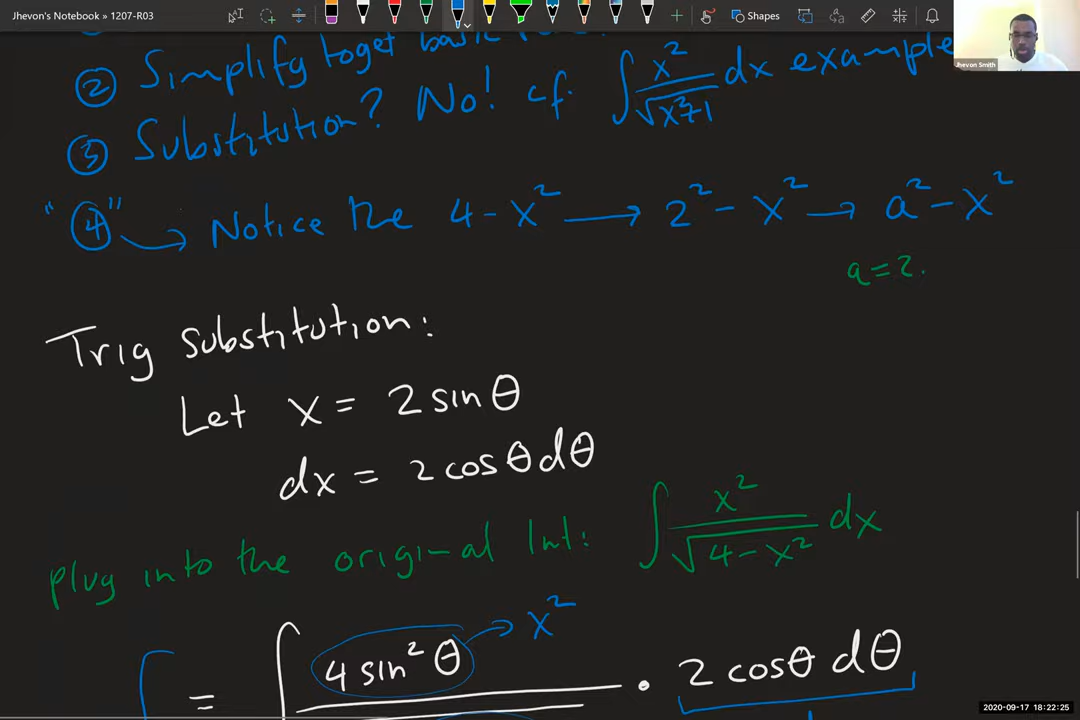 Jhevon's Notebook » 1207-R03
Shapes
Jhevon Smith
② Simplify to get basic
③ Substitution? No! cf. ∫ x²/√(x²+1) dx example
"④" → Notice the 4 - x² → 2² - x² → a² - x²
a = 2.
Trig substitution:
Let x = 2 sin θ
dx = 2 cos θ dθ
plug into the original Int: ∫ x²/√(4 - x²) dx
= ∫ 4 sin² θ → x² · 2 cos θ dθ
2020-09-17 18:22:25